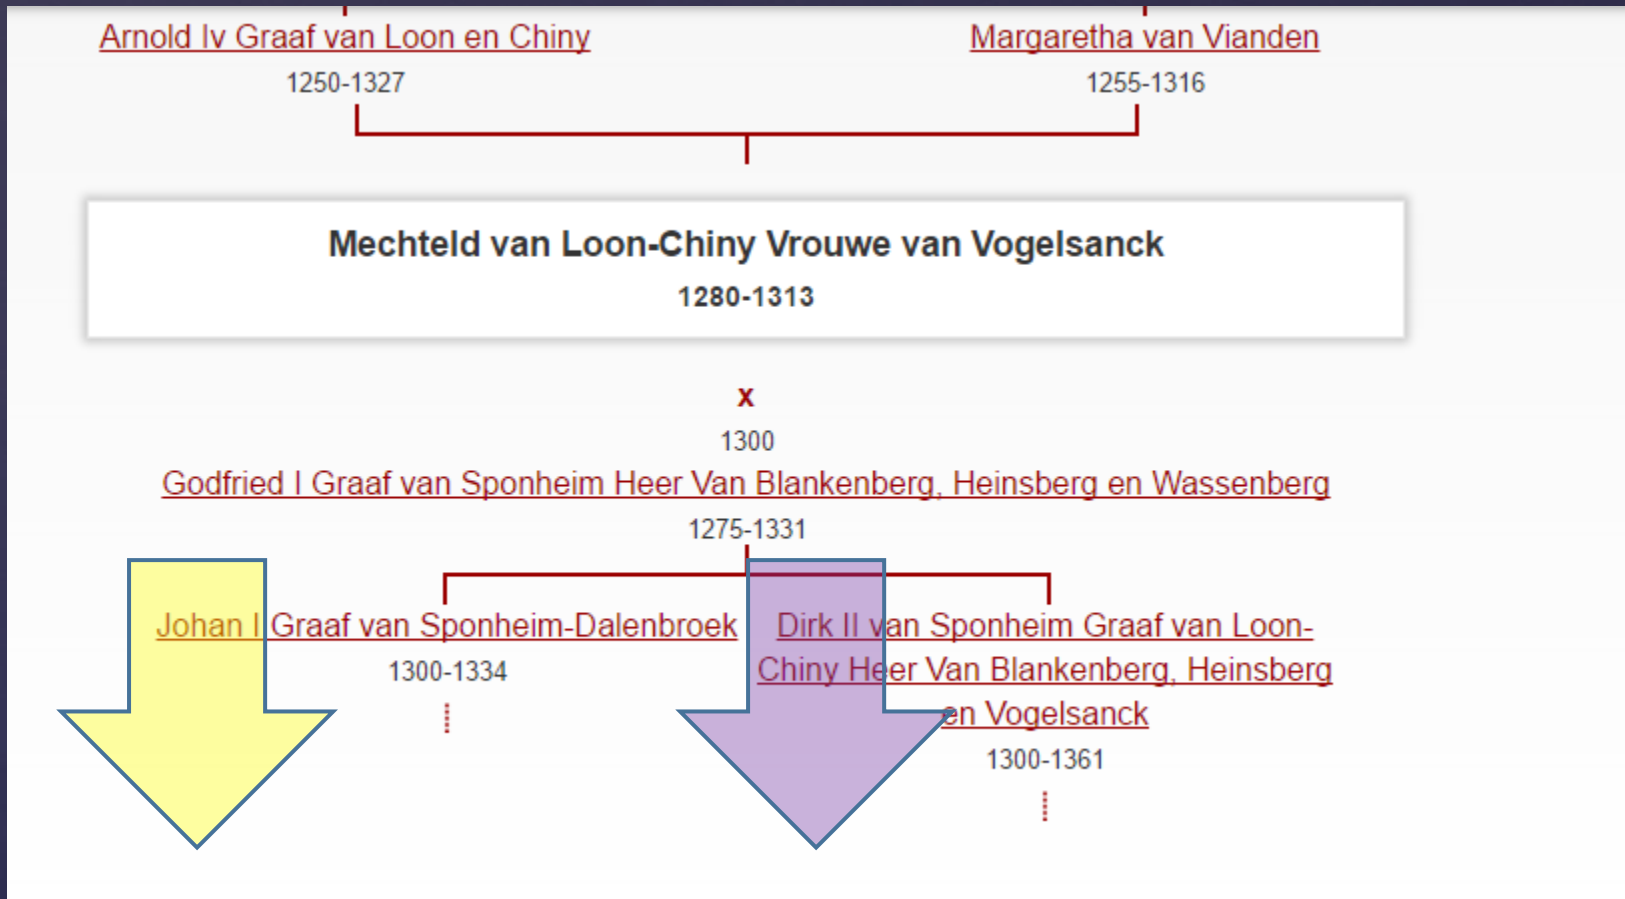 Arnold Iv Graaf van Loon en Chiny
1250-1327
Margaretha van Vianden
1255-1316
Mechteld van Loon-Chiny Vrouwe van Vogelsanck
1280-1313
x
1300
Godfried I Graaf van Sponheim Heer Van Blankenberg, Heinsberg en Wassenberg
1275-1331
Johan I Graaf van Sponheim-Dalenbroek
1300-1334
Dirk II van Sponheim Graaf van Loon-
Chiny Heer Van Blankenberg, Heinsberg
en Vogelsanck
1300-1361